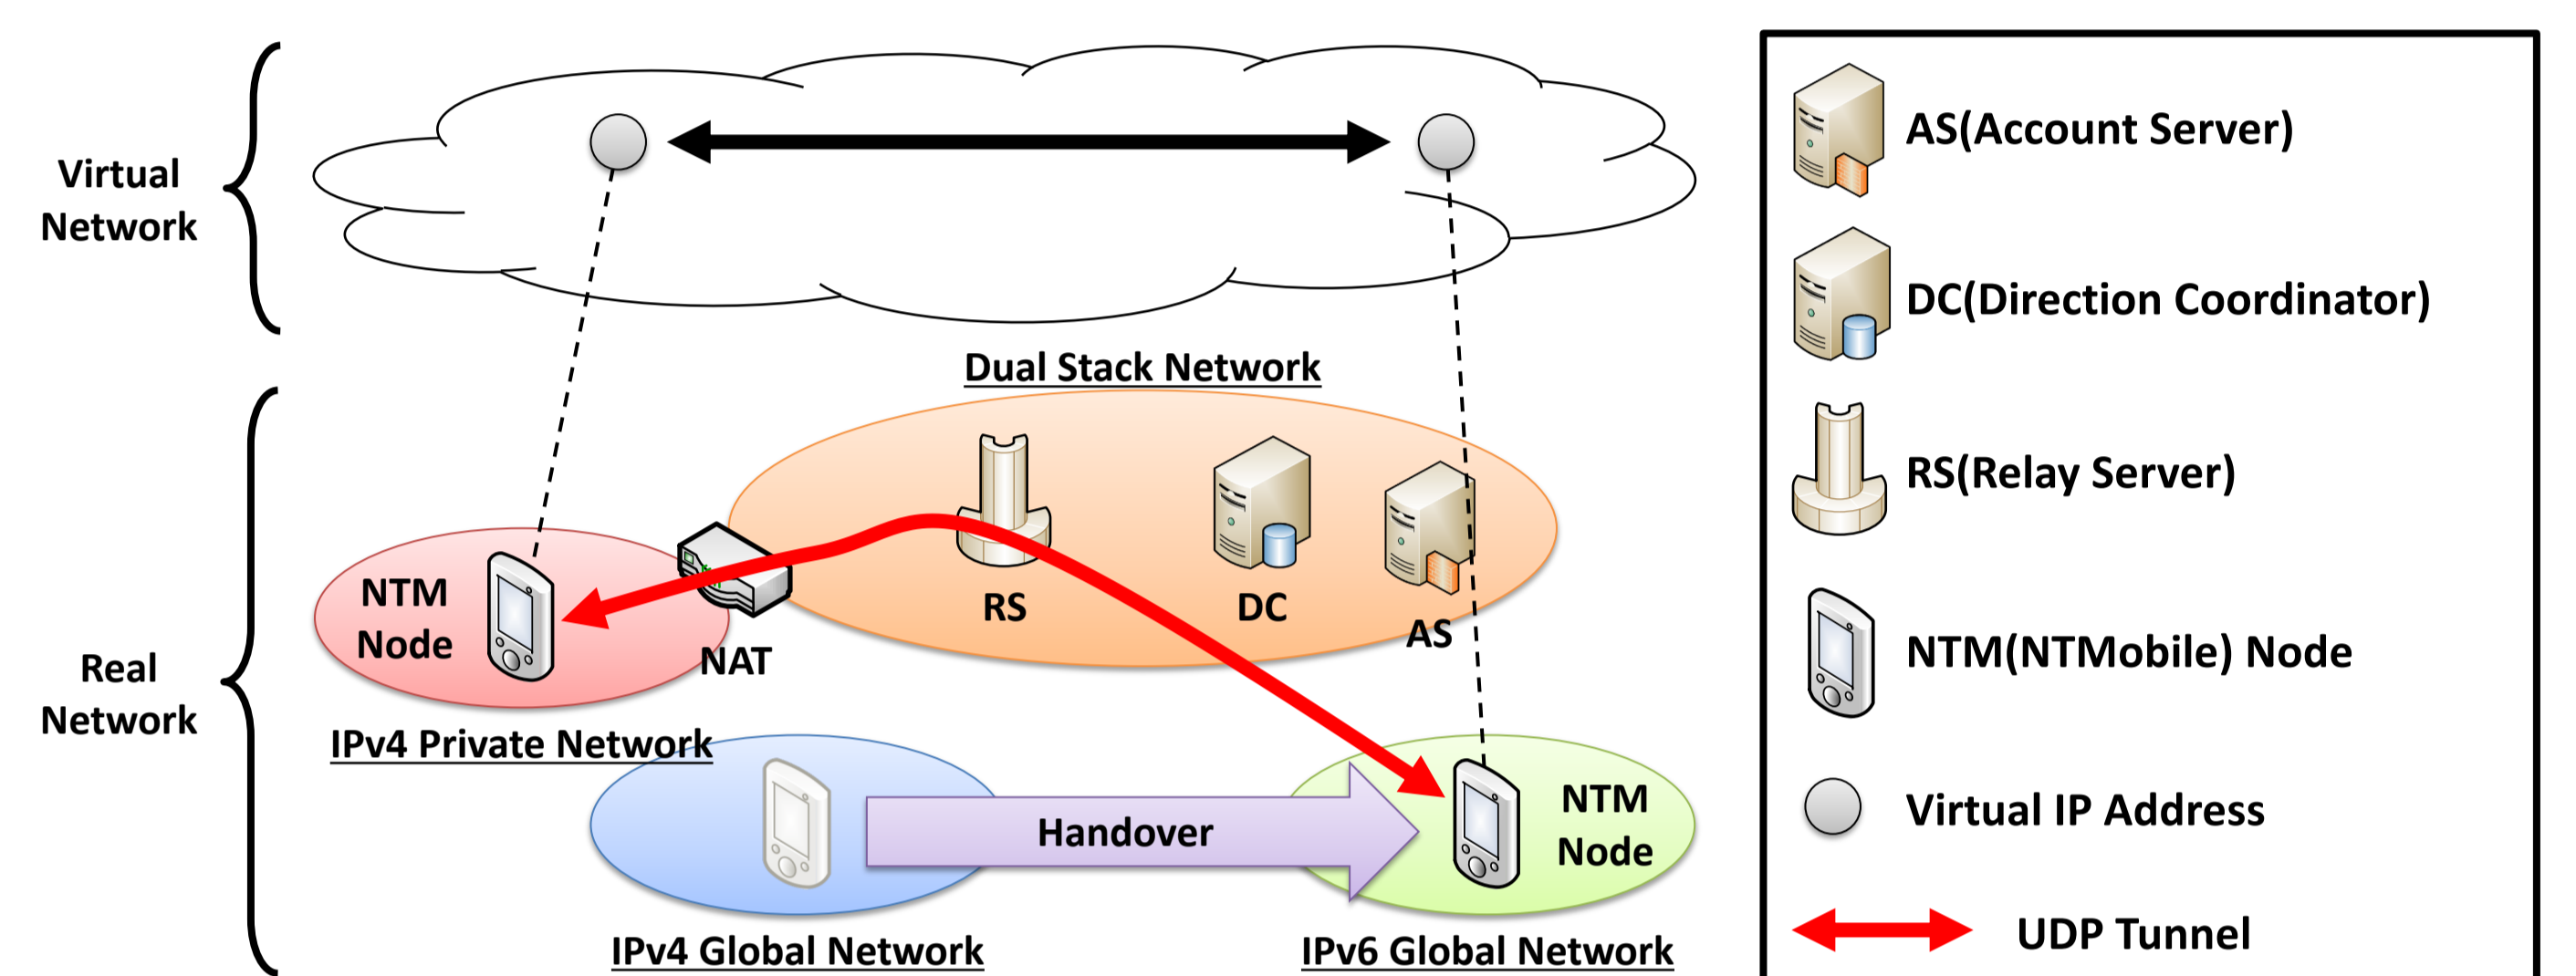 Virtual
Network
Dual Stack Network
RS
DC
AS
NTM
Node
NAT
Real
Network
IPv4 Private Network
Handover
NTM
Node
IPv4 Global Network
IPv6 Global Network
AS(Account Server)
DC(Direction Coordinator)
RS(Relay Server)
NTM(NTMobile) Node
Virtual IP Address
UDP Tunnel